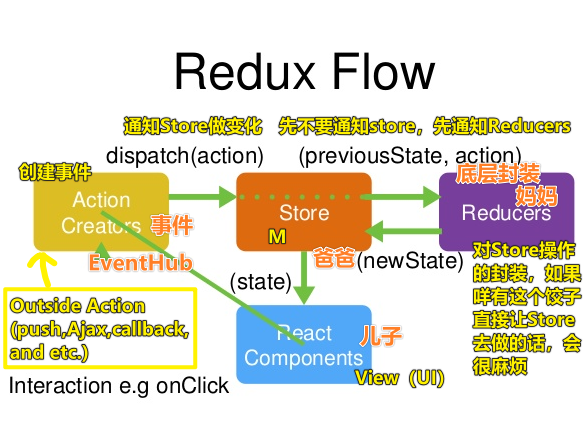 Redux Flow
通知Store做变化
先不要通知store，先通知Reducers
创建事件
dispatch(action)
(previousState, action)
Action
Creators
事件
Store
M
底层封装
妈妈
Reducers
EventHub
爸爸
(newState)
(state)
对Store操作
的封装，如果
咩有这个饺子
直接让Store
去做的话，会
很麻烦
Outside Action
(push,Ajax,callback,
and etc.)
React
Components
儿子
View（UI）
Interaction e.g onClick